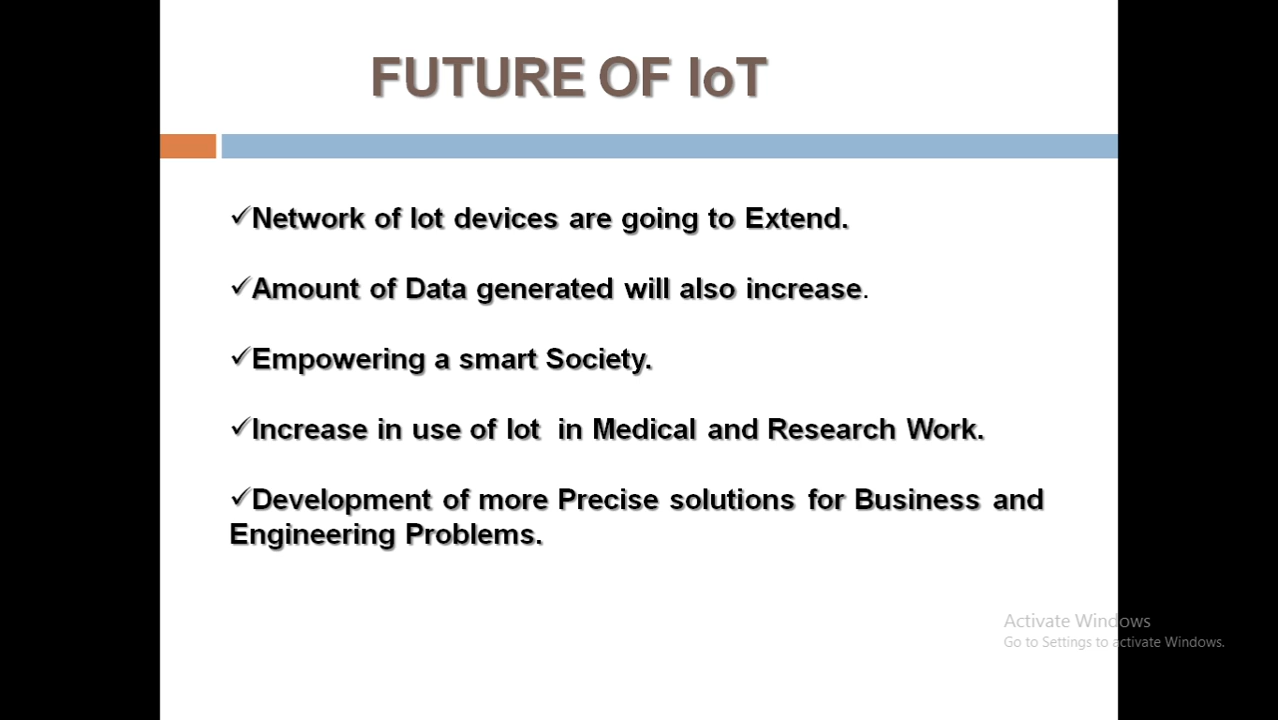 FUTURE OF IoT
✓Network of Iot devices are going to Extend.
✓Amount of Data generated will also increase.
✓Empowering a smart Society.
✓Increase in use of Iot  in Medical and Research Work.
✓Development of more Precise solutions for Business and
Engineering Problems.
Activate Windows
Go to Settings to activate Windows.